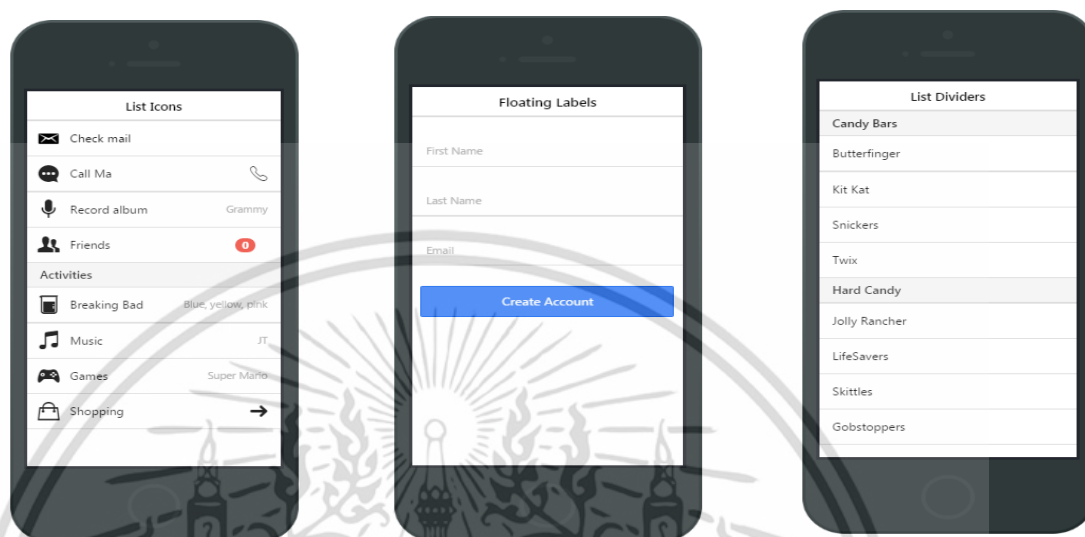 List Icons
Check mail
Call Ma
Record album Grammy
Friends 0
Activities
Breaking Bad Blue, yellow, pink
Music JT
Games Super Mario
Shopping
Floating Labels
First Name
Last Name
Email
Create Account
List Dividers
Candy Bars
Butterfinger
Kit Kat
Snickers
Twix
Hard Candy
Jolly Rancher
LifeSavers
Skittles
Gobstoppers